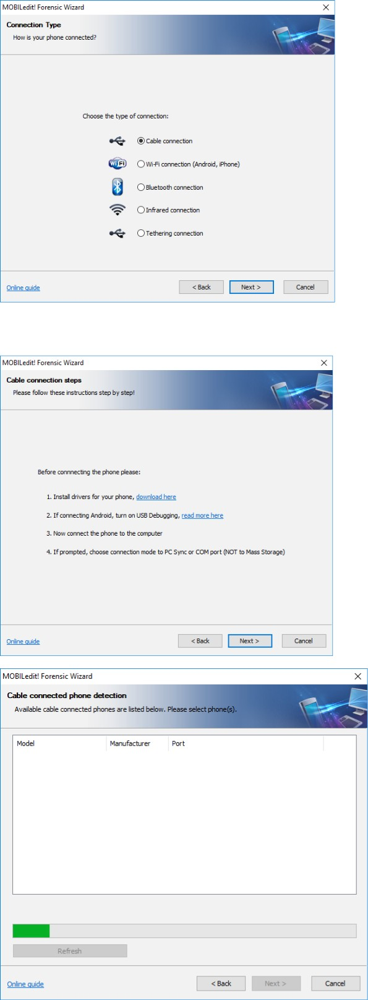 MOBILedit! Forensic Wizard
Connection Type
How is your phone connected?
Choose the type of connection:
Cable connection
WiFi
Wi-Fi connection (Android, iPhone)
Bluetooth connection
Infrared connection
Tethering connection
Online guide
< Back
Next >
Cancel
MOBILedit! Forensic Wizard
Cable connection steps
Please follow these instructions step by step!
Before connnecting the phone please:
1. Install drivers for your phone, download here
2. If connecting Android, turn on USB Debugging, read more here
3. Now connect the phone to the computer
4. If prompted, choose connection mode to PC Sync or COM port (NOT to Mass Storage)
Online guide
< Back
Next >
Cancel
MOBILedit! Forensic Wizard
Cable connected phone detection
Available cable connected phones are listed below. Please select phone(s).
Model
Manufacturer
Port
Refresh
Online guide
< Back
Next >
Cancel